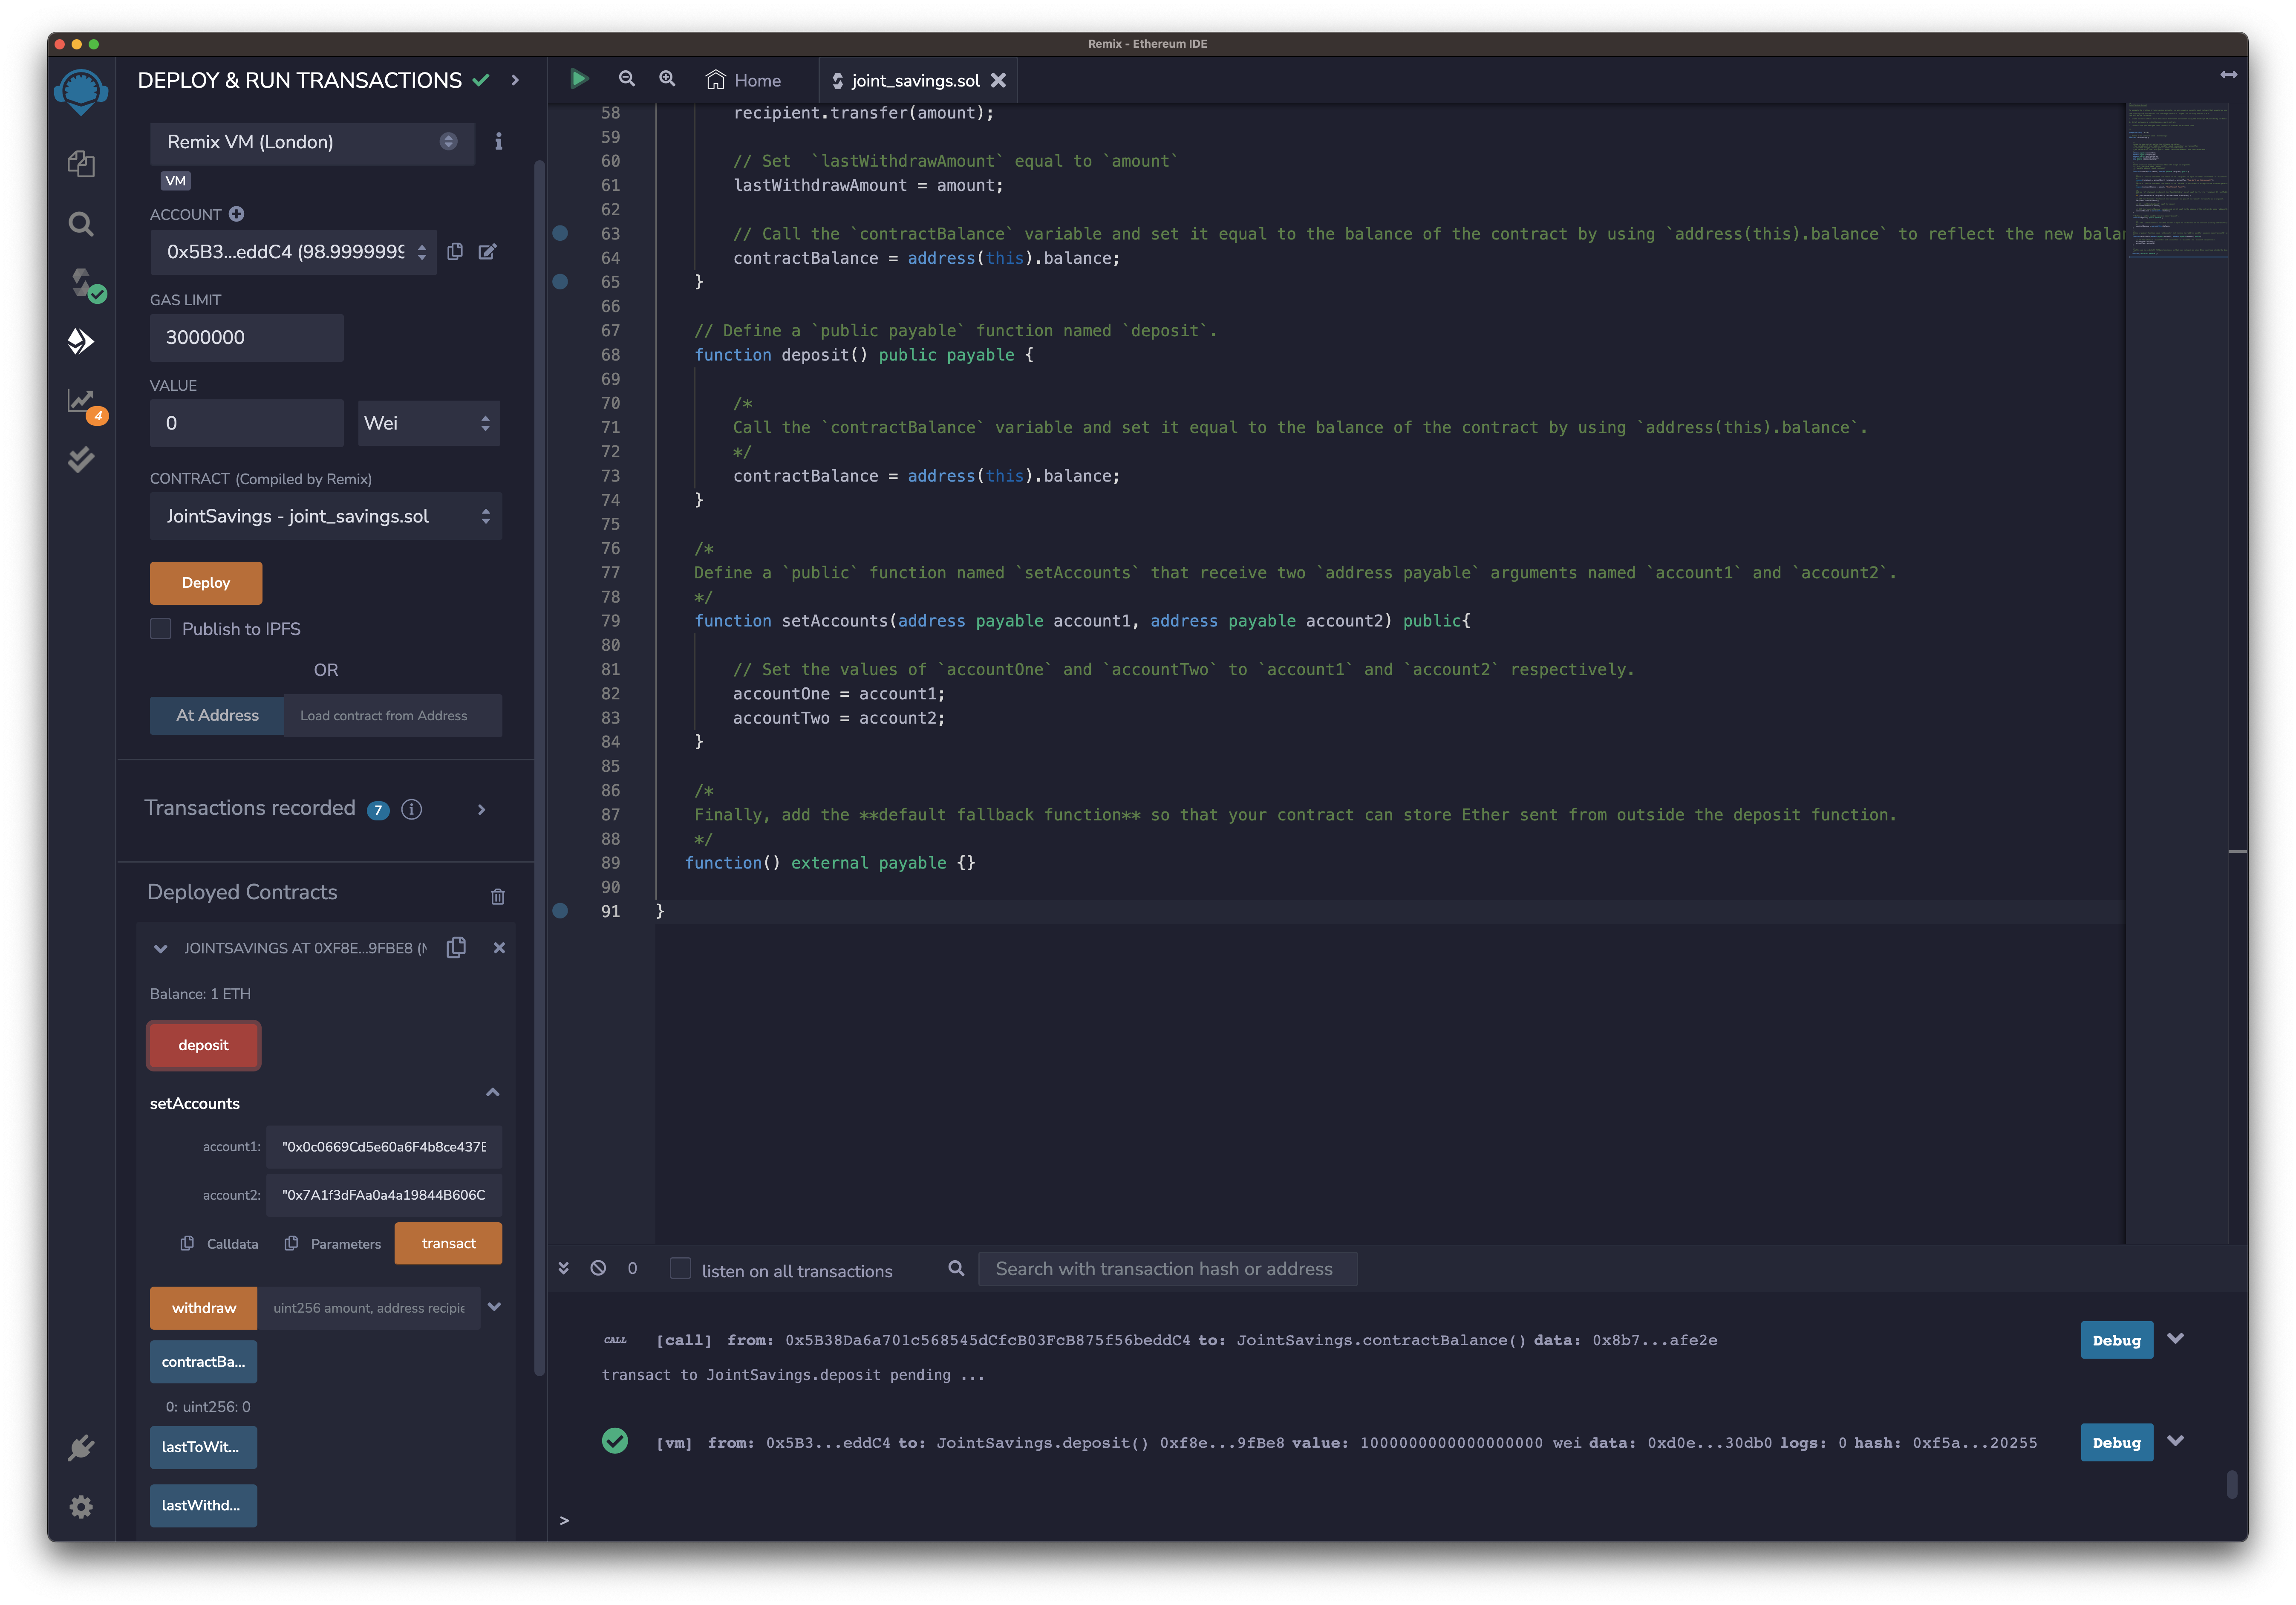 Remix - Ethereum IDE
DEPLOY & RUN TRANSACTIONS
Remix VM (London)
VM
ACCOUNT
0x5B3...eddC4 (98.9999999
GAS LIMIT
3000000
VALUE
0
Wei
CONTRACT (Compiled by Remix)
JointSavings - joint_savings.sol
Deploy
Publish to IPFS
OR
At Address
Load contract from Address
Transactions recorded 7
Deployed Contracts
JOINTSAVINGS AT 0XF8E...9FBE8 (
Balance: 1 ETH
deposit
setAccounts
account1: "0x0c0669Cd5e60a6F4b8ce437E
account2: "0x7A1f3dFAa0a4a19844B606C
Calldata
Parameters
transact
withdraw
uint256 amount, address recipie
contractBa...
0: uint256: 0
lastToWit...
lastWithd...
4
Home
joint_savings.sol
58 recipient.transfer(amount);
59
60 // Set  `lastWithdrawAmount` equal to `amount`
61 lastWithdrawAmount = amount;
62
63 // Call the `contractBalance` variable and set it equal to the balance of the contract by using `address(this).balance` to reflect the new balan
64 contractBalance = address(this).balance;
65 }
66
67 // Define a `public payable` function named `deposit`.
68 function deposit() public payable {
69
70 /*
71 Call the `contractBalance` variable and set it equal to the balance of the contract by using `address(this).balance`.
72 */
73 contractBalance = address(this).balance;
74 }
75
76 /*
77 Define a `public` function named `setAccounts` that receive two `address payable` arguments named `account1` and `account2`.
78 */
79 function setAccounts(address payable account1, address payable account2) public{
80
81 // Set the values of `accountOne` and `accountTwo` to `account1` and `account2` respectively.
82 accountOne = account1;
83 accountTwo = account2;
84 }
85
86 /*
87 Finally, add the **default fallback function** so that your contract can store Ether sent from outside the deposit function.
88 */
89 function() external payable {}
90
91 }
0
listen on all transactions
Search with transaction hash or address
CALL [call] from: 0x5B38Da6a701c568545dCfcB03FcB875f56beddC4 to: JointSavings.contractBalance() data: 0x8b7...afe2e
Debug
transact to JointSavings.deposit pending ...
[vm] from: 0x5B3...eddC4 to: JointSavings.deposit() 0xf8e...9fBe8 value: 1000000000000000000 wei data: 0xd0e...30db0 logs: 0 hash: 0xf5a...20255
Debug
>